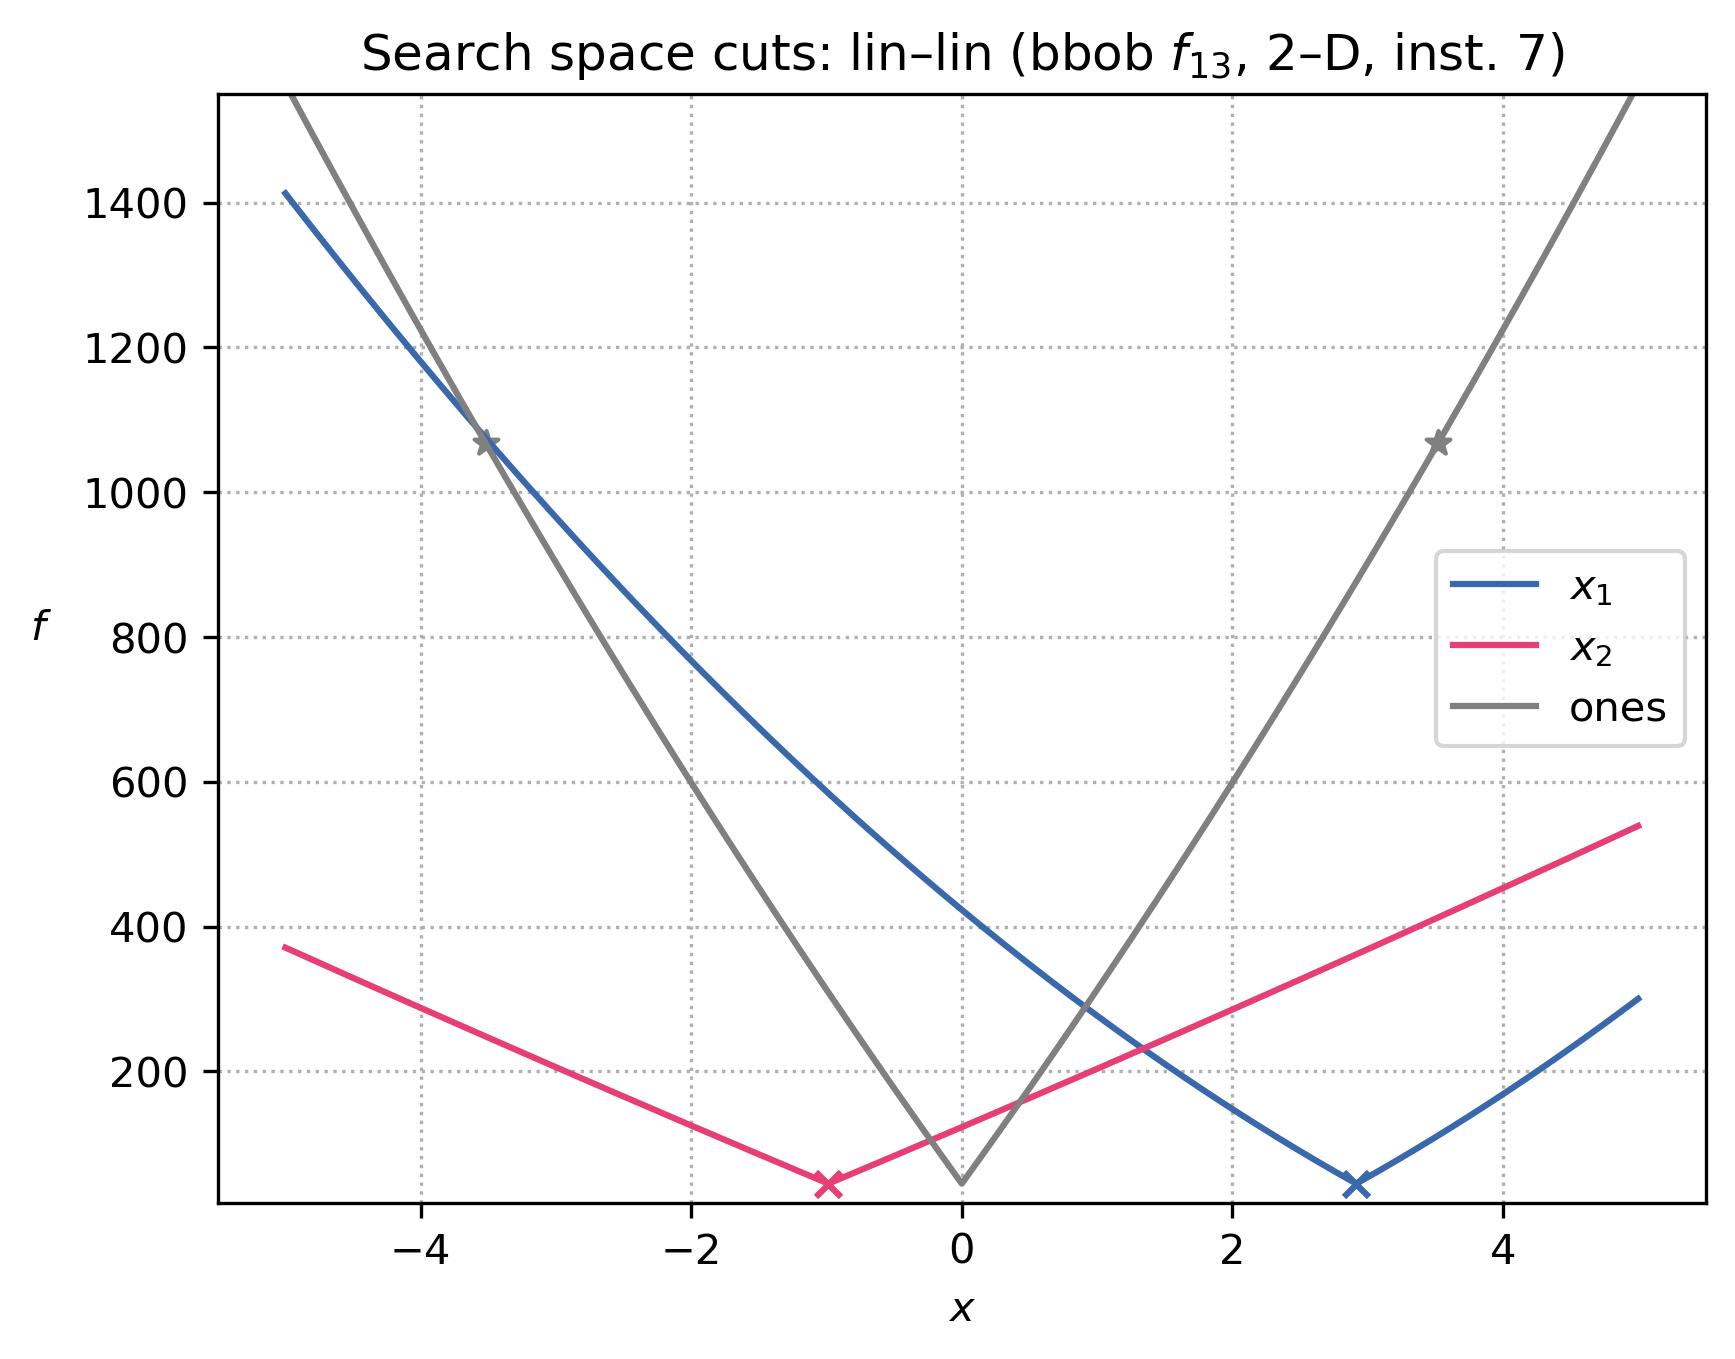 Search space cuts: lin–lin (bbob f₁₃, 2–D, inst. 7)
1400
1200
1000
800
600
400
200
f
x₁
x₂
ones
−4 −2 0 2 4
x